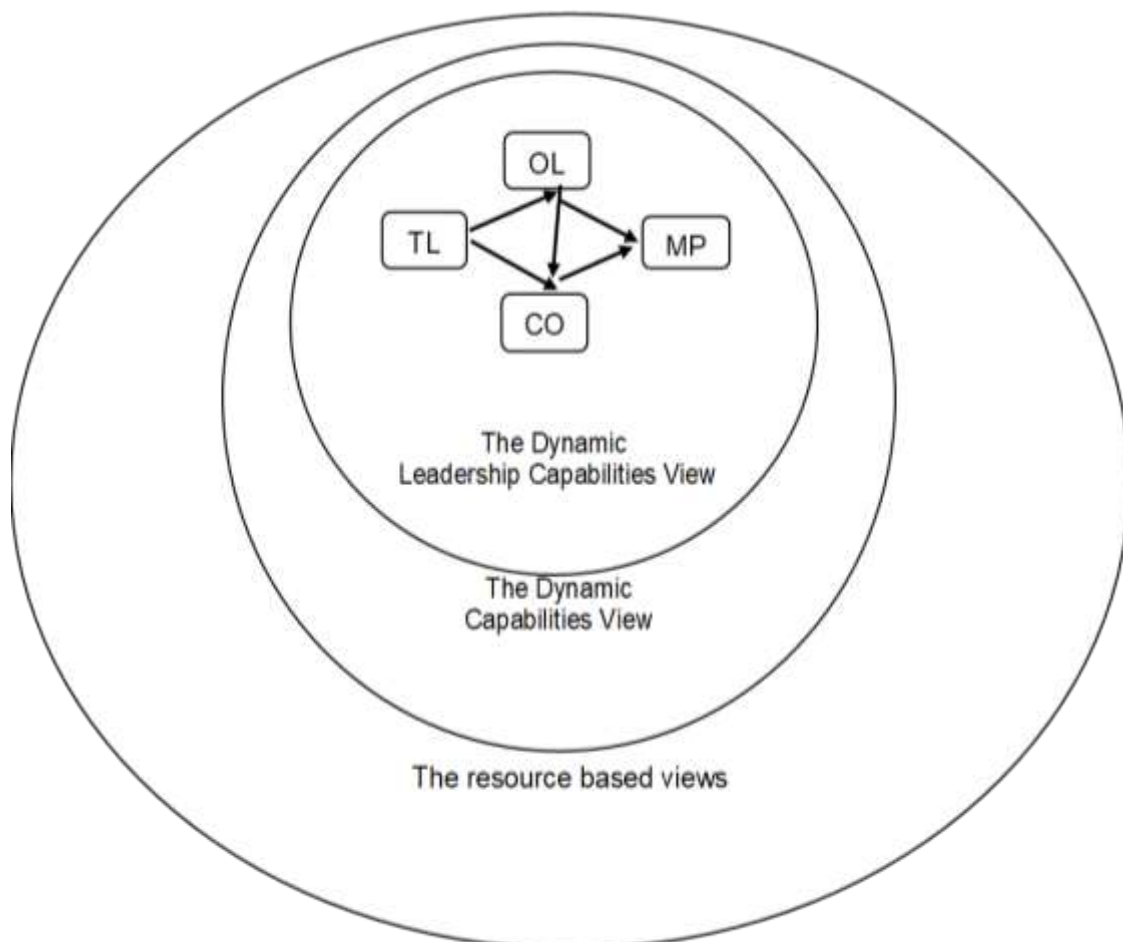 OL
TL
MP
CO
The Dynamic
Leadership Capabilities View
The Dynamic
Capabilities View
The resource based views